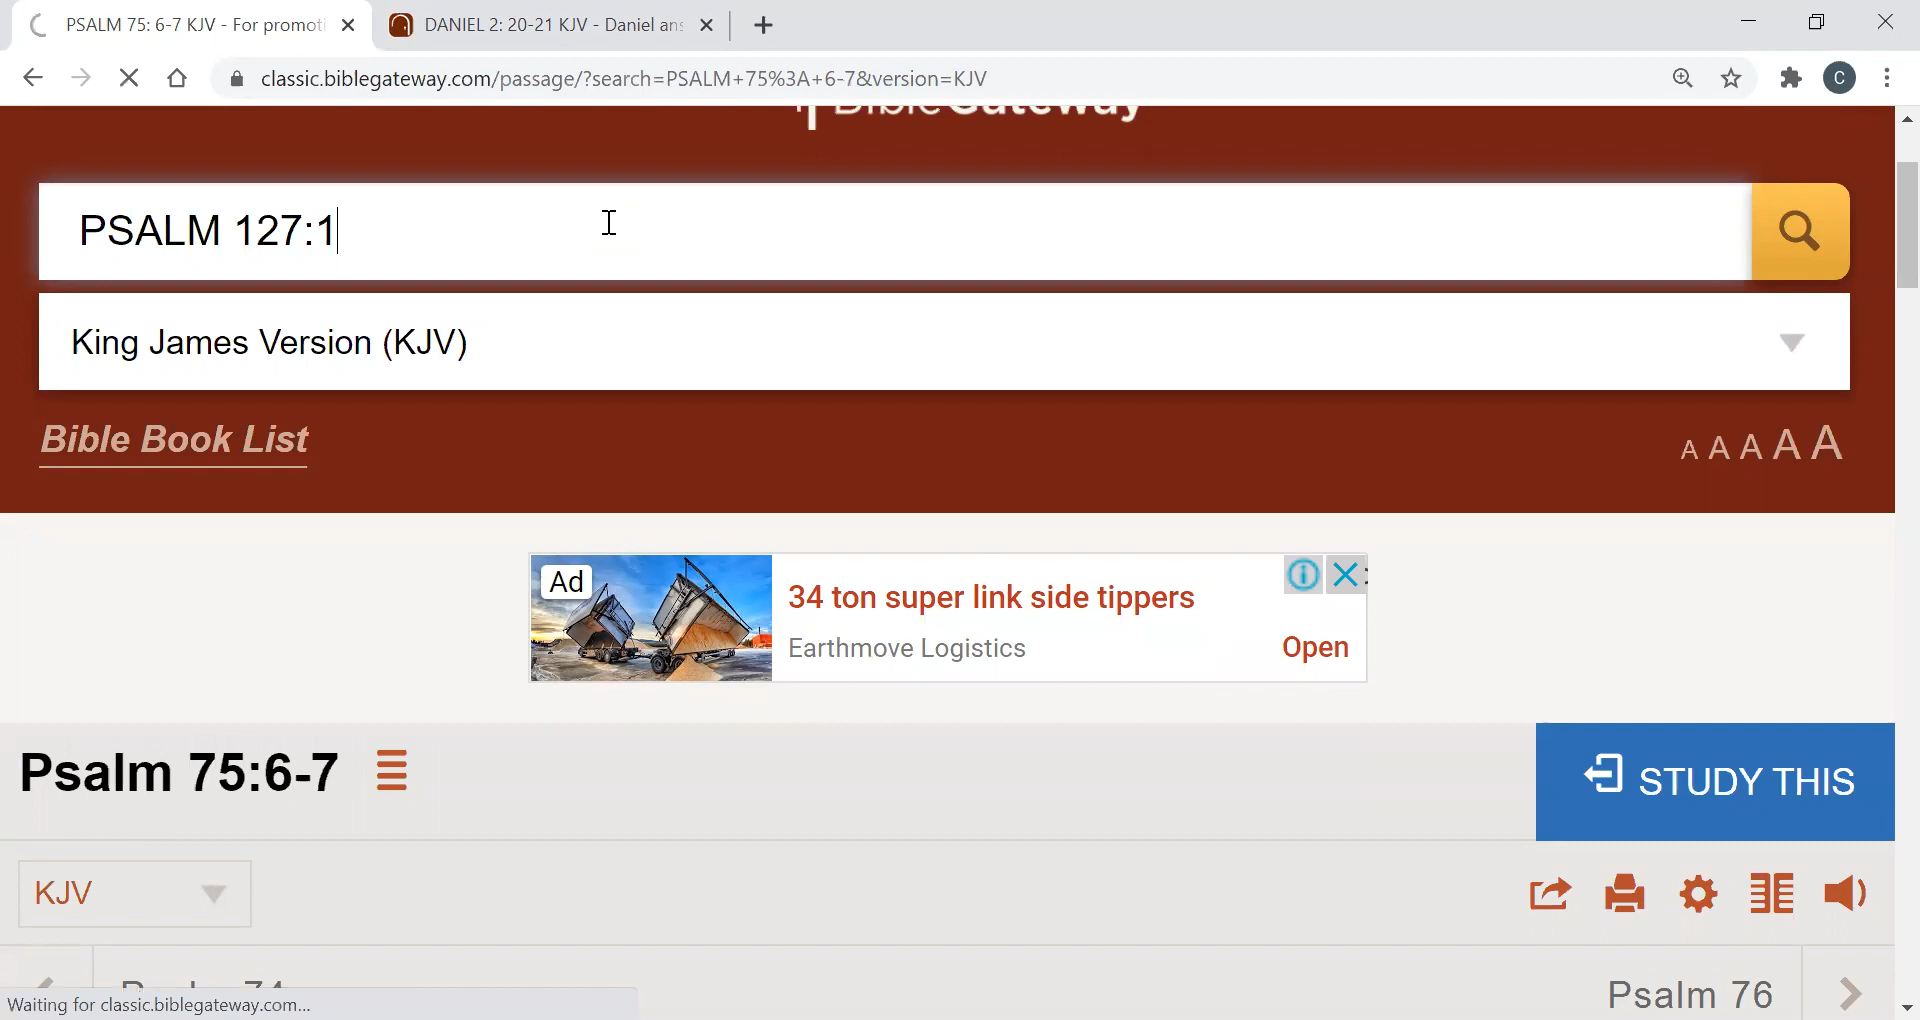 PSALM 75: 6-7 KJV - For promoti
DANIEL 2: 20-21 KJV - Daniel ans
classic.biblegateway.com/passage/?search=PSALM+75%3A+6-7&version=KJV
C
BibleGateway
PSALM 127:1
King James Version (KJV)
Bible Book List
A A A A A
Ad
34 ton super link side tippers
Earthmove Logistics
Open
Psalm 75:6-7
STUDY THIS
KJV
Psalm 74
Psalm 76
Waiting for classic.biblegateway.com...